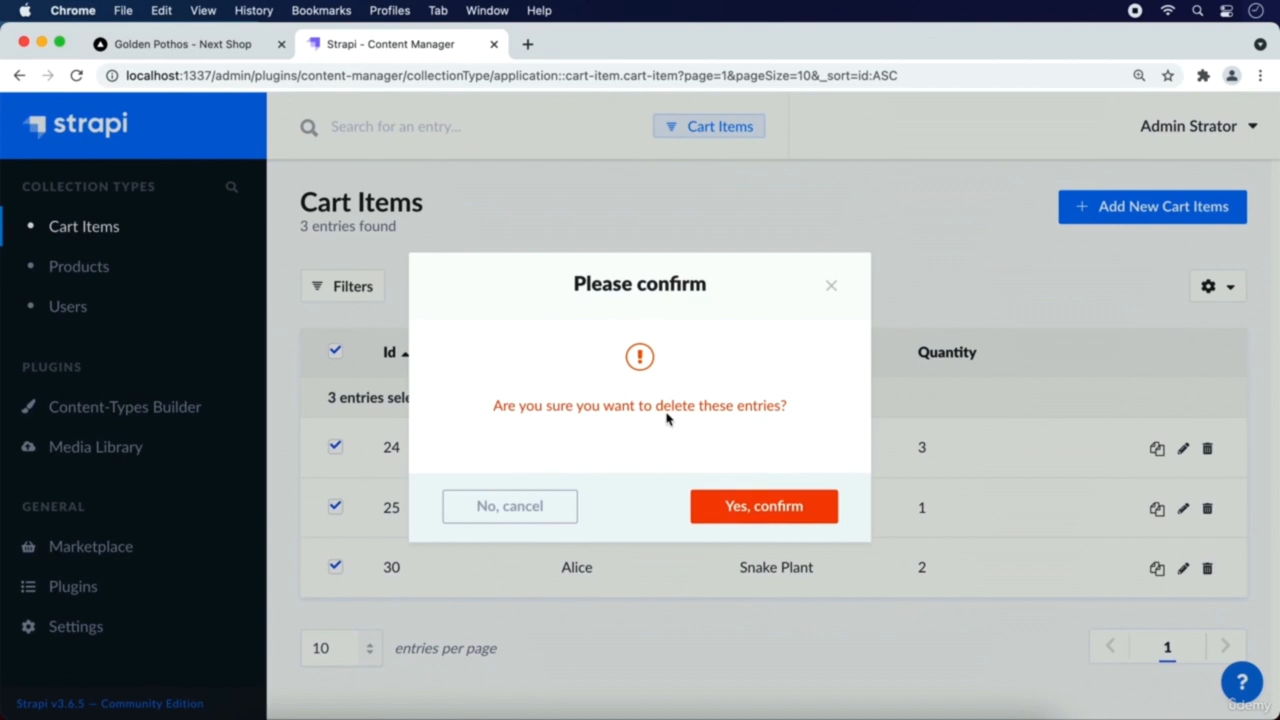 Chrome File Edit View History Bookmarks Profiles Tab Window Help
Golden Pothos - Next Shop
Strapi - Content Manager
localhost:1337/admin/plugins/content-manager/collectionType/application::cart-item.cart-item?page=1&pageSize=10&_sort=id:ASC
strapi
Search for an entry...
Cart Items
Admin Strator
COLLECTION TYPES
Cart Items
Products
Users
PLUGINS
Content-Types Builder
Media Library
GENERAL
Marketplace
Plugins
Settings
Strapi v3.6.5 — Community Edition
Cart Items
3 entries found
+ Add New Cart Items
Filters
Id Quantity
3 entries sele
24 3
25 1
30 Alice Snake Plant 2
10 entries per page
1
Please confirm
Are you sure you want to delete these entries?
No, cancel
Yes, confirm
?
ûdemy